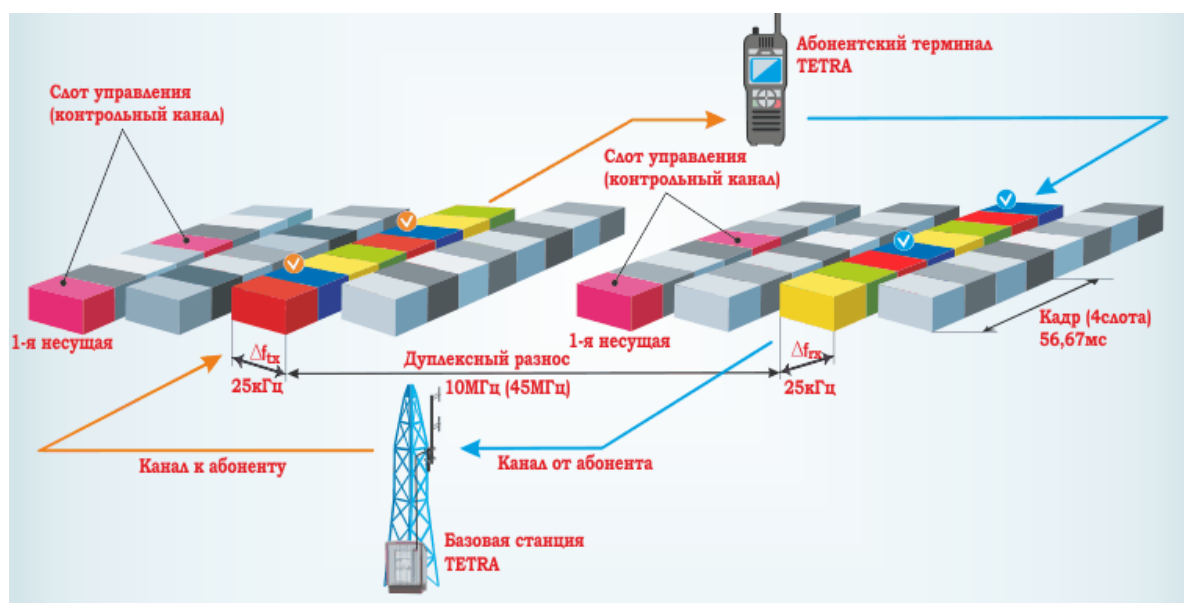 Абонентский терминал
TETRA
Слот управления
(контрольный канал)
Слот управления
(контрольный канал)
1-я несущая
Δftx
25кГц
Дуплексный разнос
10МГц (45МГц)
1-я несущая
Δfrx
25кГц
Кадр (4слота)
56,67мс
Канал к абоненту
Канал от абонента
Базовая станция
TETRA